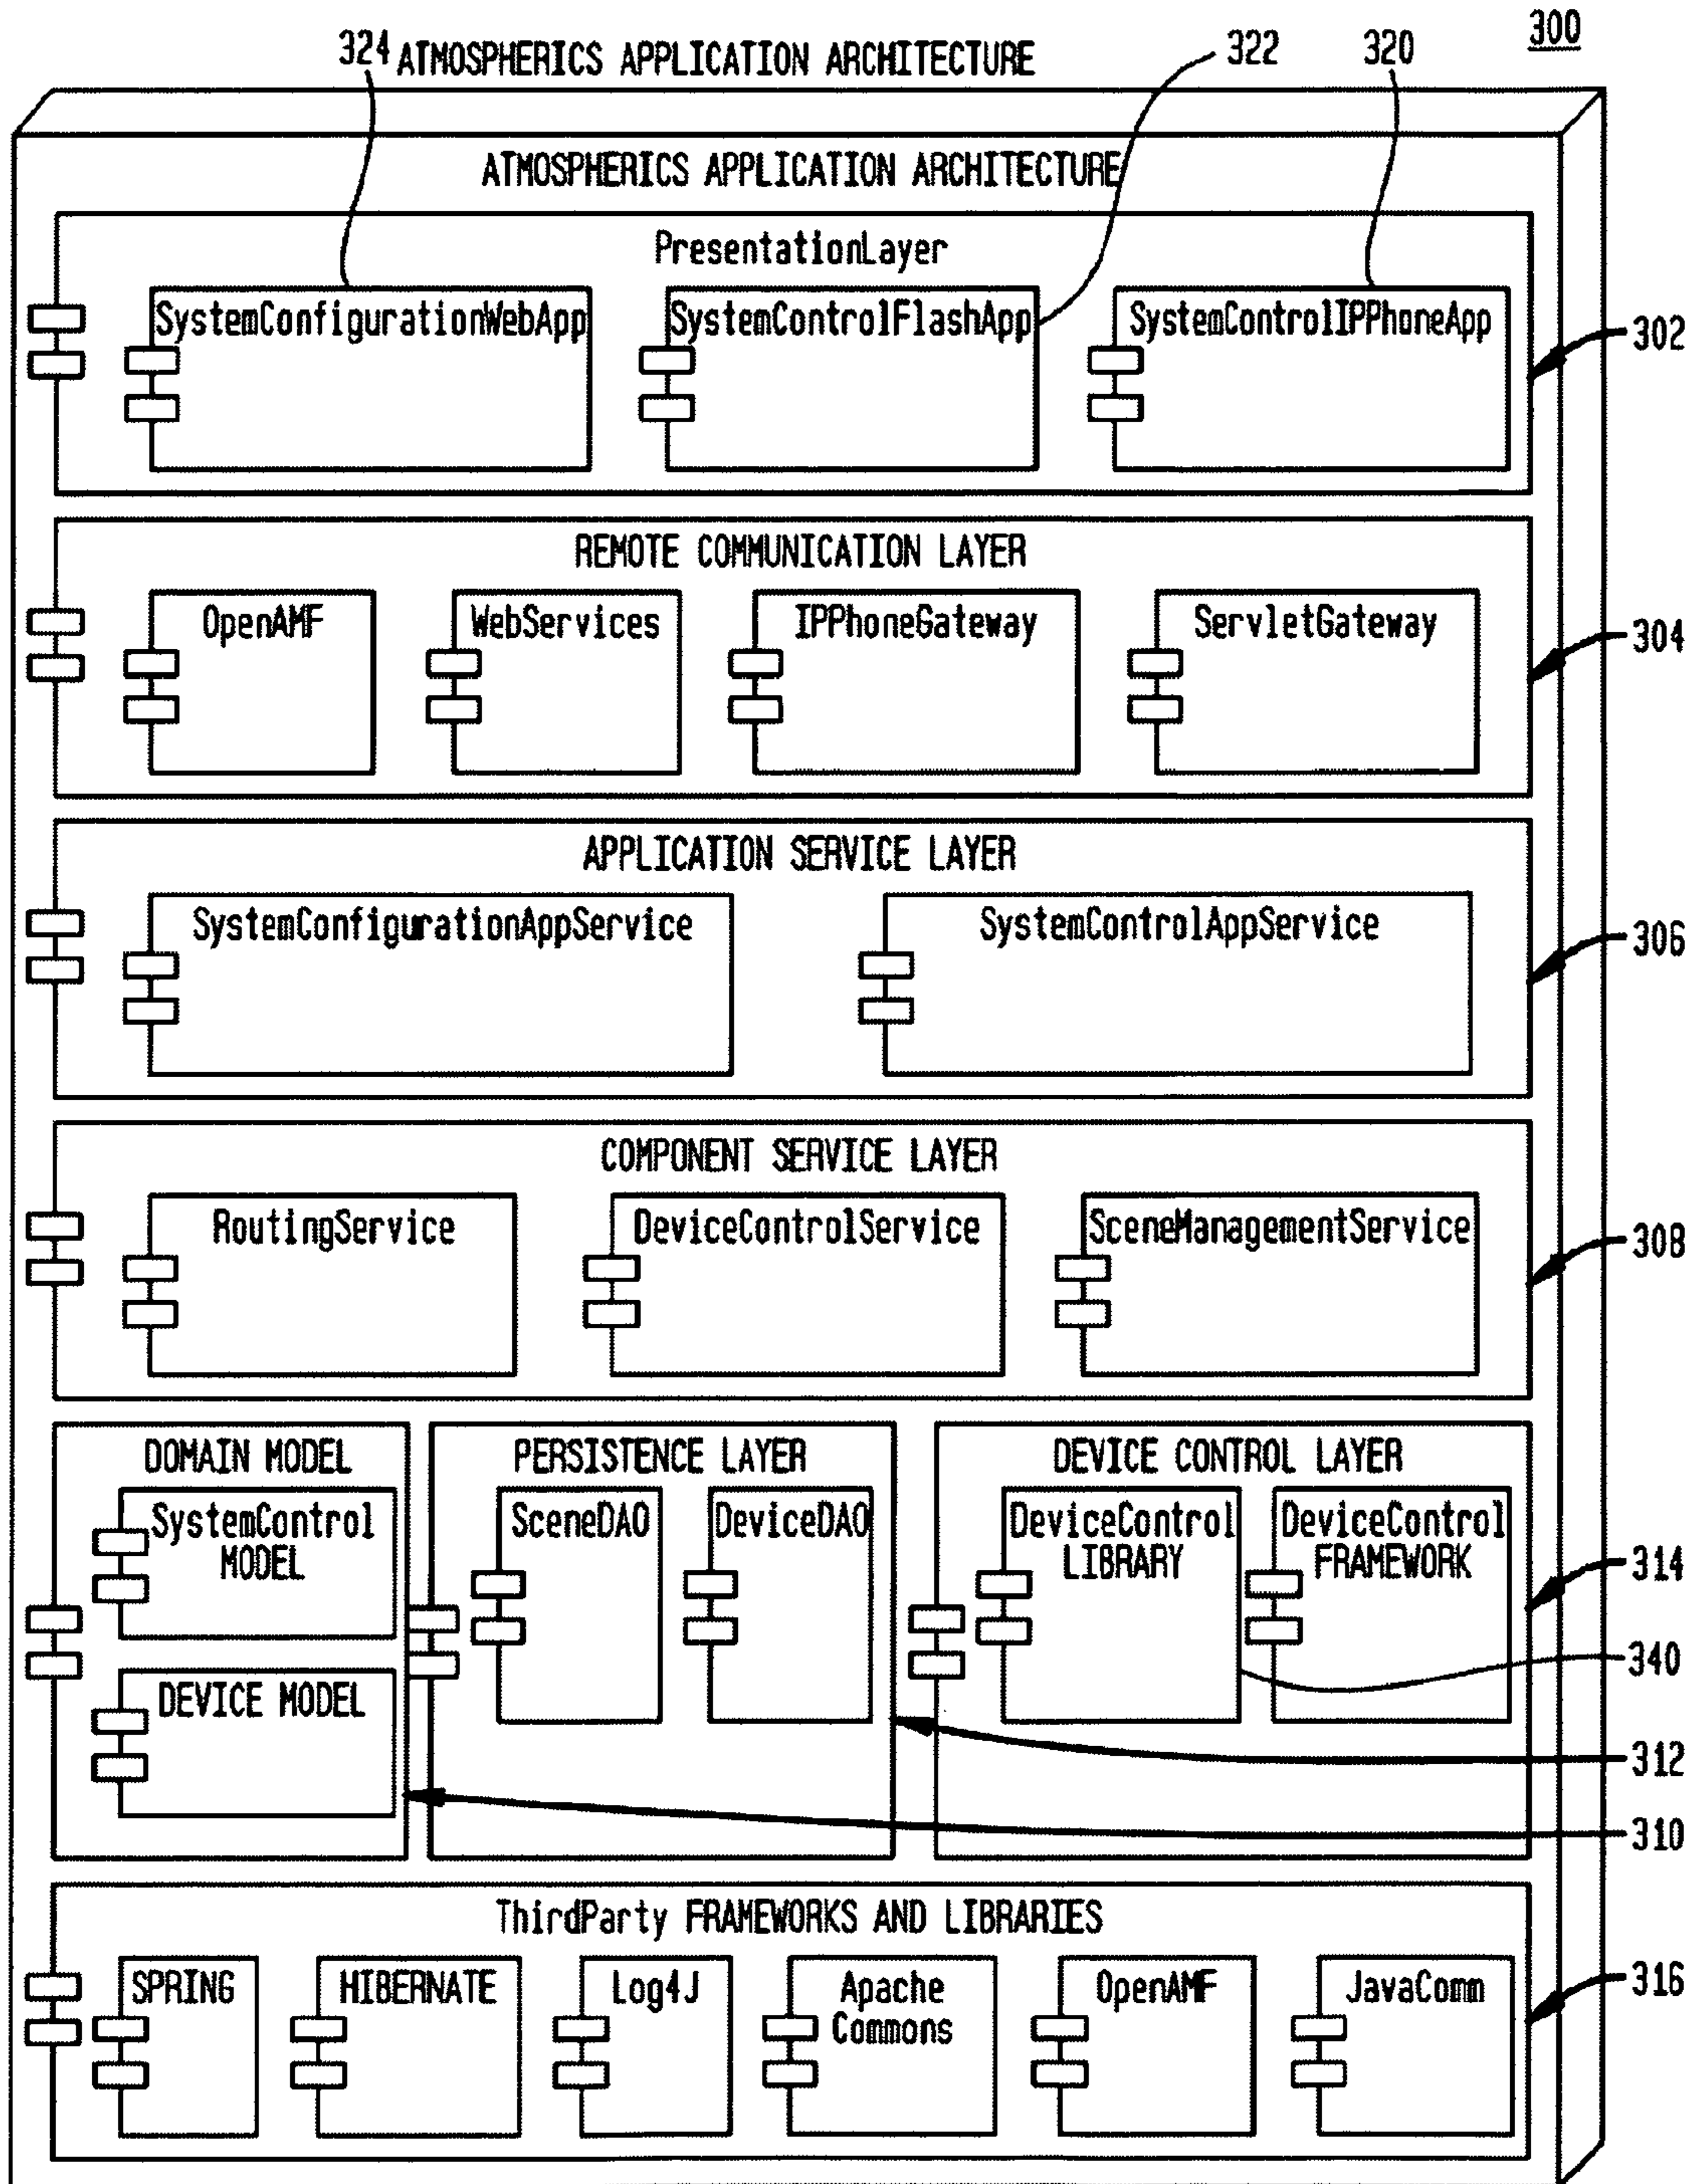 300
324 ATMOSPHERICS APPLICATION ARCHITECTURE 322 320
ATMOSPHERICS APPLICATION ARCHITECTURE
PresentationLayer
SystemConfigurationWebApp
SystemControlFlashApp
SystemControlIPPhoneApp
302
REMOTE COMMUNICATION LAYER
OpenAMF
WebServices
IPPhoneGateway
ServletGateway
304
APPLICATION SERVICE LAYER
SystemConfigurationAppService
SystemControlAppService
306
COMPONENT SERVICE LAYER
RoutingService
DeviceControlService
SceneManagementService
308
DOMAIN MODEL
SystemControl
MODEL
DEVICE MODEL
PERSISTENCE LAYER
SceneDAO
DeviceDAO
DEVICE CONTROL LAYER
DeviceControl
LIBRARY
DeviceControl
FRAMEWORK
314
340
312
310
ThirdParty FRAMEWORKS AND LIBRARIES
SPRING
HIBERNATE
Log4J
Apache
Commons
OpenAMF
JavaComm
316